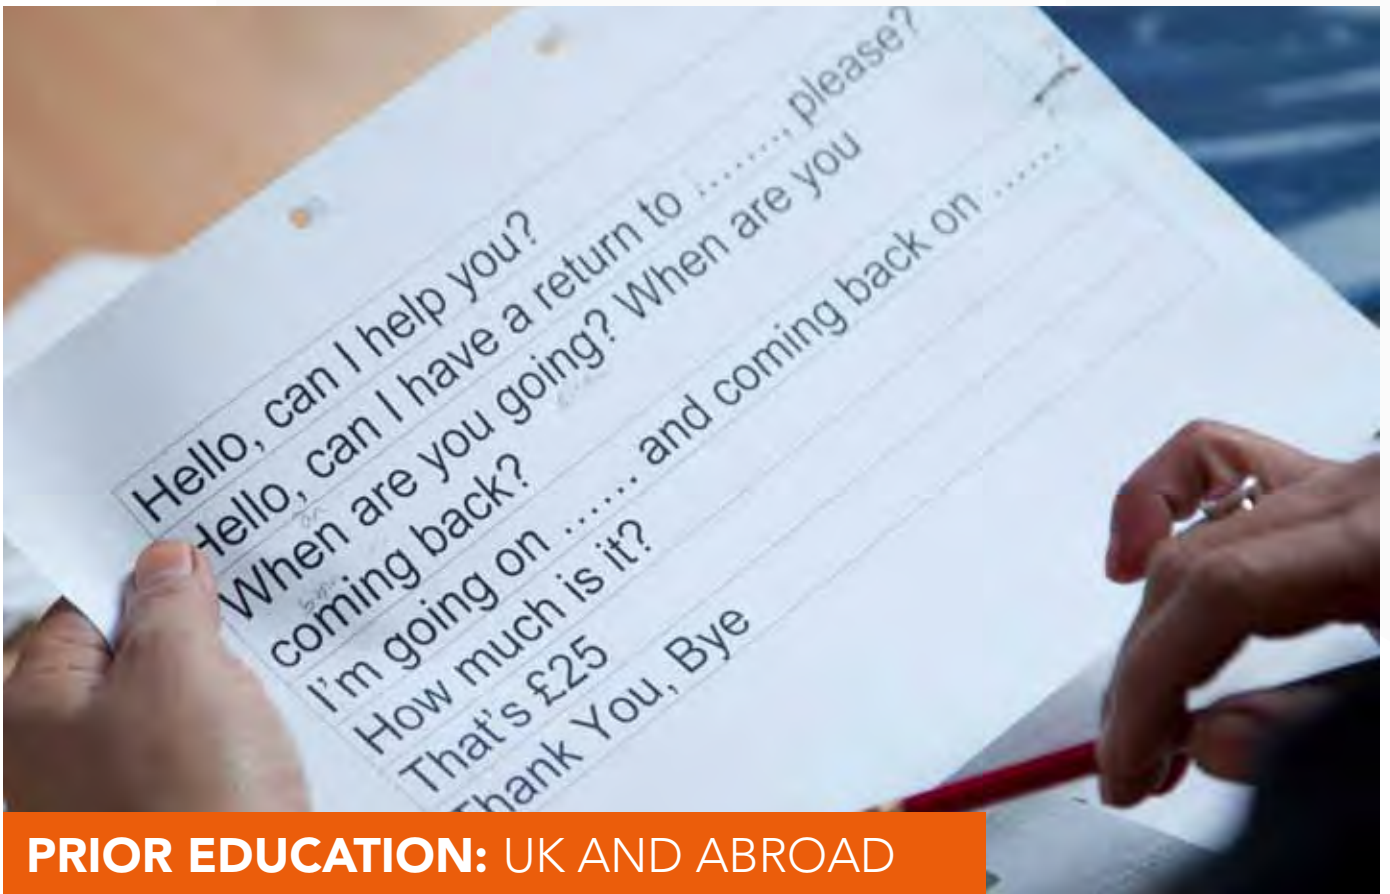 Hello, can I help you?
Hello, can I have a return to ......., please?
When are you going? When are you
coming back?
I'm going on ...... and coming back on ......
How much is it?
That's £25
Thank You, Bye
PRIOR EDUCATION: UK AND ABROAD